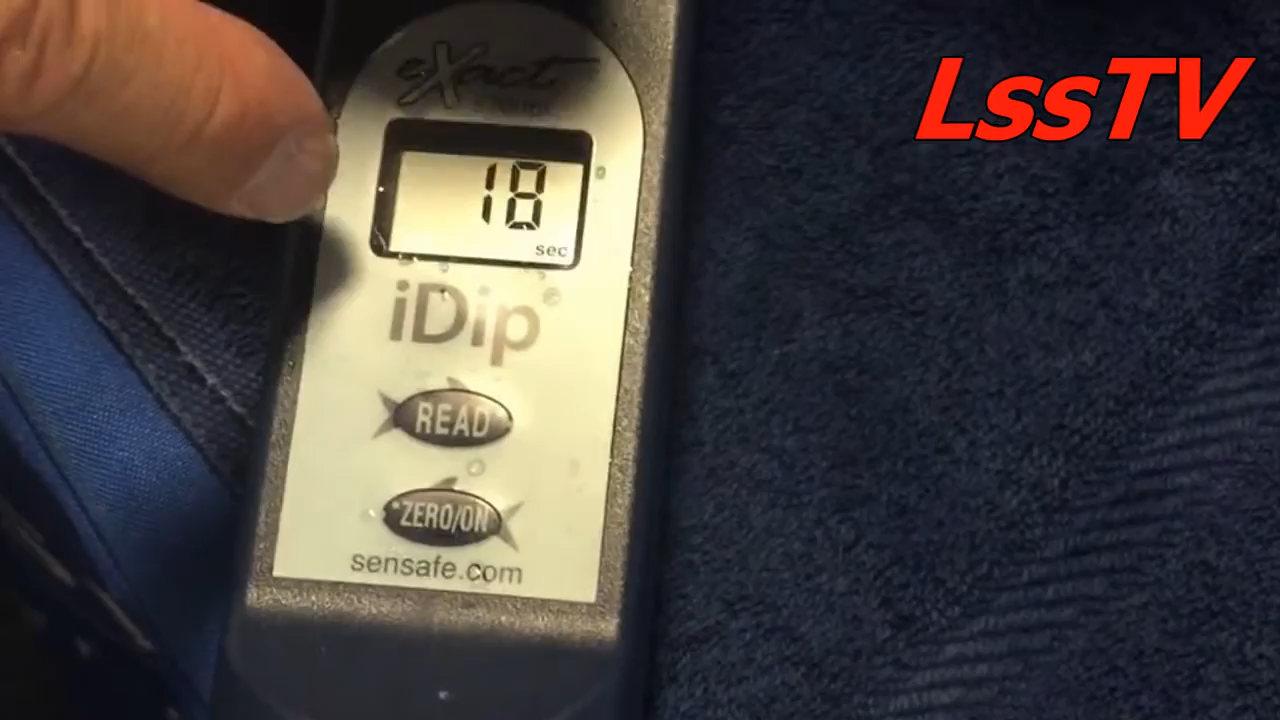 LssTV
eXact
18
sec
iDip
READ
ZERO/ON
sensafe.com